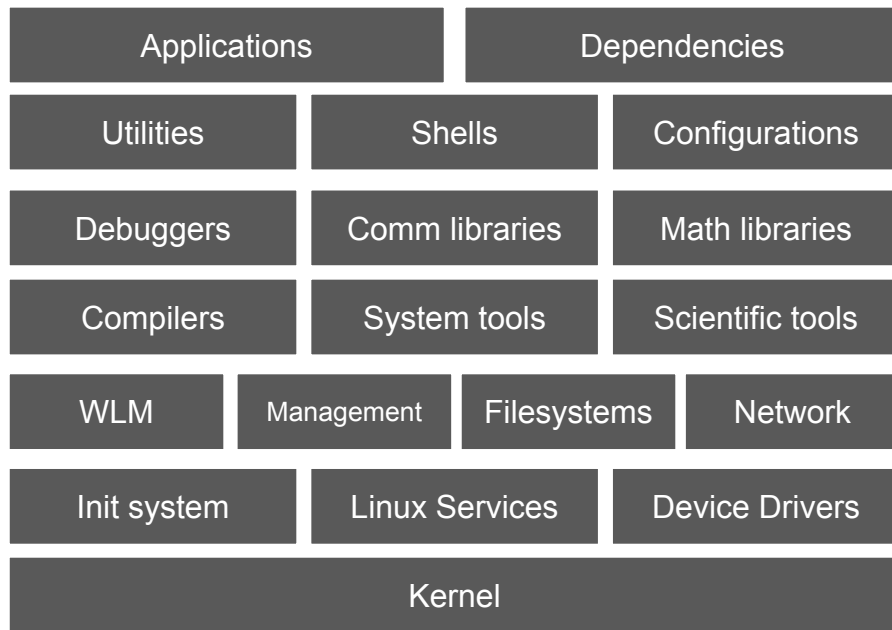 Applications
Dependencies
Utilities
Shells
Configurations
Debuggers
Comm libraries
Math libraries
Compilers
System tools
Scientific tools
WLM
Management
Filesystems
Network
Init system
Linux Services
Device Drivers
Kernel